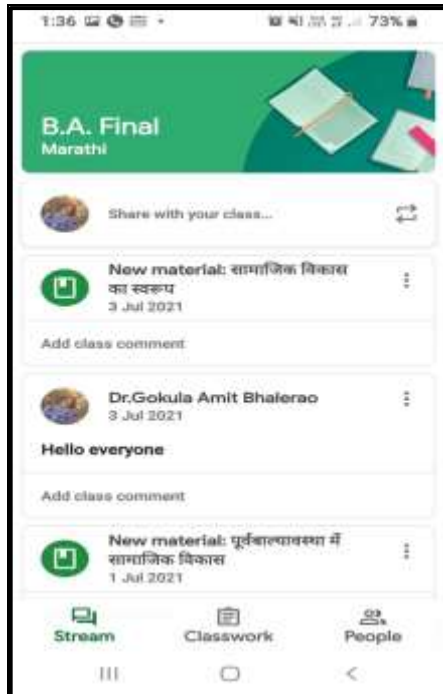 1:36
73%
B.A. Final
Marathi
Share with your class...
New material: सामाजिक विकास
का स्वरूप
3 Jul 2021
Add class comment
Dr.Gokula Amit Bhalerao
3 Jul 2021
Hello everyone
Add class comment
New material: पूर्वबाल्यावस्था में
सामाजिक विकास
1 Jul 2021
Stream
Classwork
People